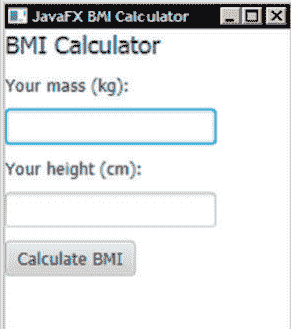 JavaFX BMI Calculator
BMI Calculator
Your mass (kg):
Your height (cm):
Calculate BMI